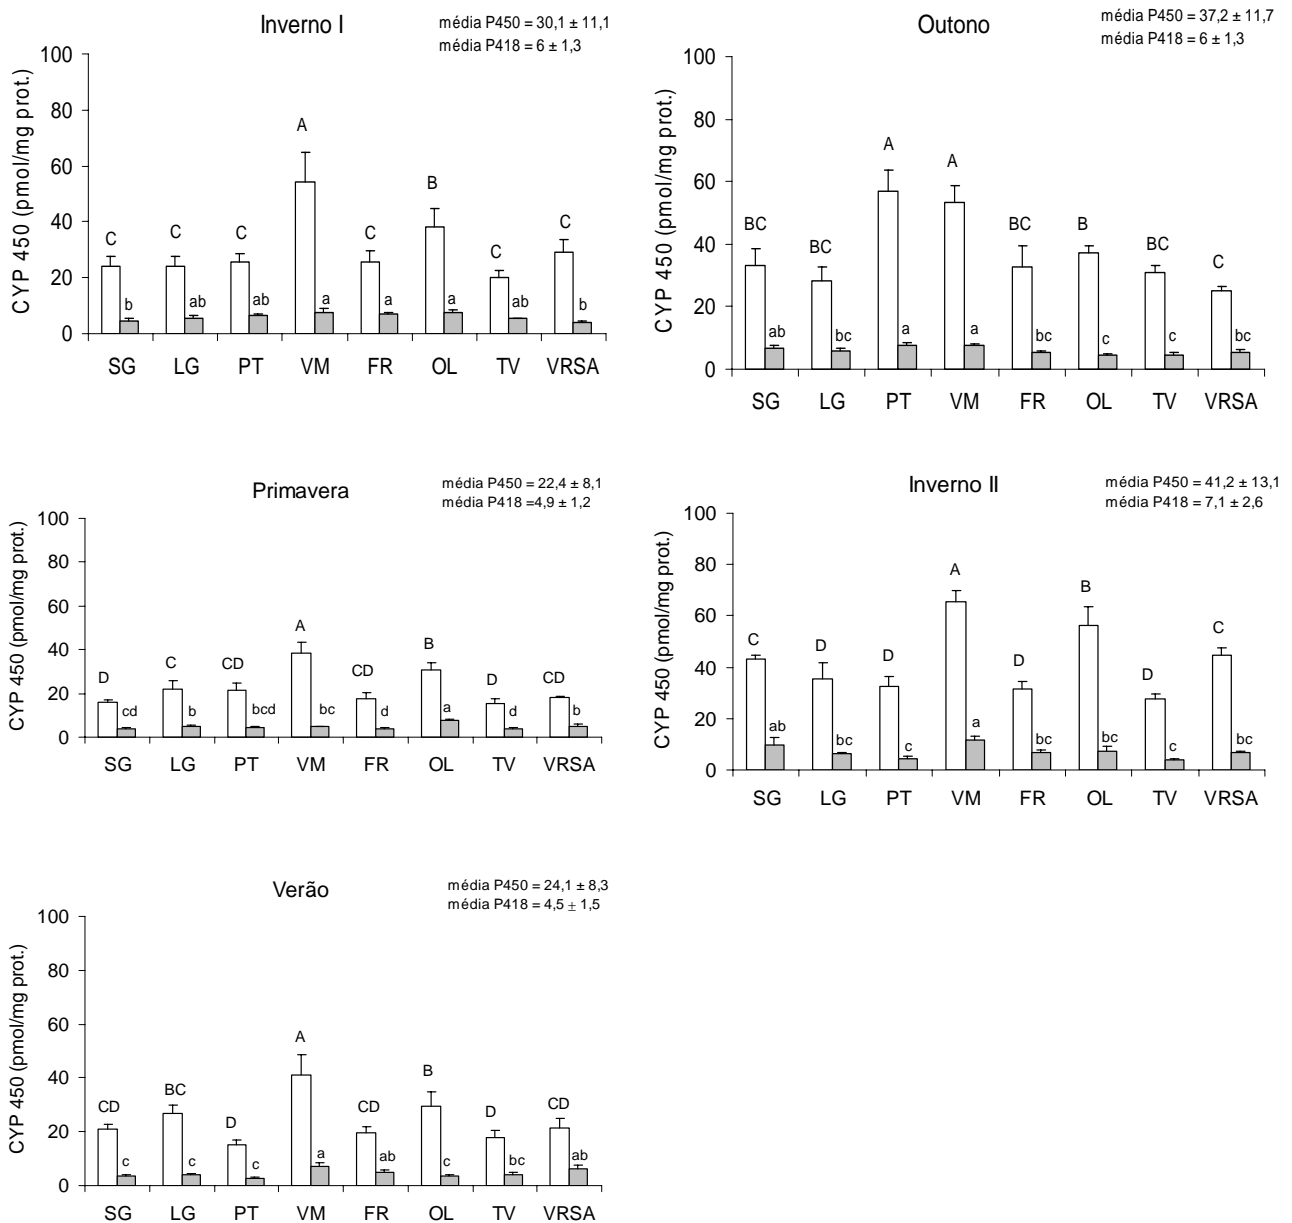 Inverno I
média P450 = 30,1 ± 11,1
média P418 = 6 ± 1,3
CYP 450 (pmol/mg prot.)
100
80
60
40
20
0
C C C A C B C C
b ab ab a a a ab b
SG LG PT VM FR OL TV VRSA
Outono
média P450 = 37,2 ± 11,7
média P418 = 6 ± 1,3
CYP 450 (pmol/mg prot.)
100
80
60
40
20
0
BC BC A A BC B BC C
ab bc a a bc c c bc
SG LG PT VM FR OL TV VRSA
Primavera
média P450 = 22,4 ± 8,1
média P418 =4,9 ± 1,2
CYP 450 (pmol/mg prot.)
100
80
60
40
20
0
D C CD A CD B D CD
cd b bcd bc d a d b
SG LG PT VM FR OL TV VRSA
Inverno II
média P450 = 41,2 ± 13,1
média P418 = 7,1 ± 2,6
CYP 450 (pmol/mg prot.)
100
80
60
40
20
0
C D D A D B D C
ab bc c a bc bc c bc
SG LG PT VM FR OL TV VRSA
Verão
média P450 = 24,1 ± 8,3
média P418 = 4,5 ± 1,5
CYP 450 (pmol/mg prot.)
100
80
60
40
20
0
CD BC D A CD B D CD
c c c a ab c bc ab
SG LG PT VM FR OL TV VRSA